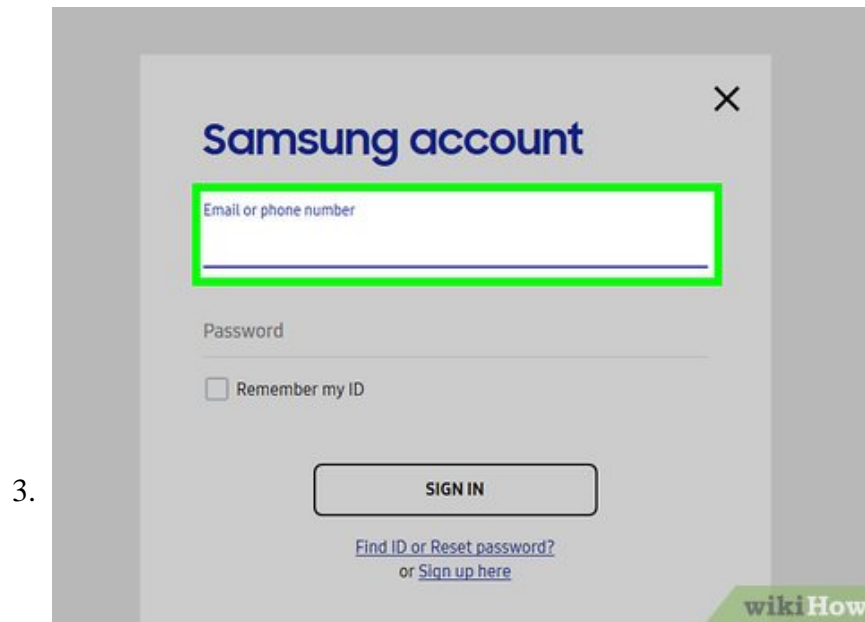 Samsung account
Email or phone number
Password
Remember my ID
3.
SIGN IN
Find ID or Reset password?
or Sign up here
wikiHow